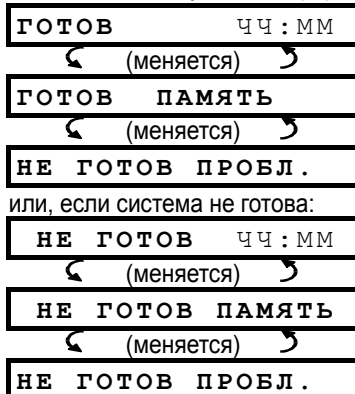 ГОТОВ ЧЧ:ММ
(меняется)
ГОТОВ ПАМЯТЬ
(меняется)
НЕ ГОТОВ ПРОБЛ.
или, если система не готова:
НЕ ГОТОВ ЧЧ:ММ
(меняется)
НЕ ГОТОВ ПАМЯТЬ
(меняется)
НЕ ГОТОВ ПРОБЛ.